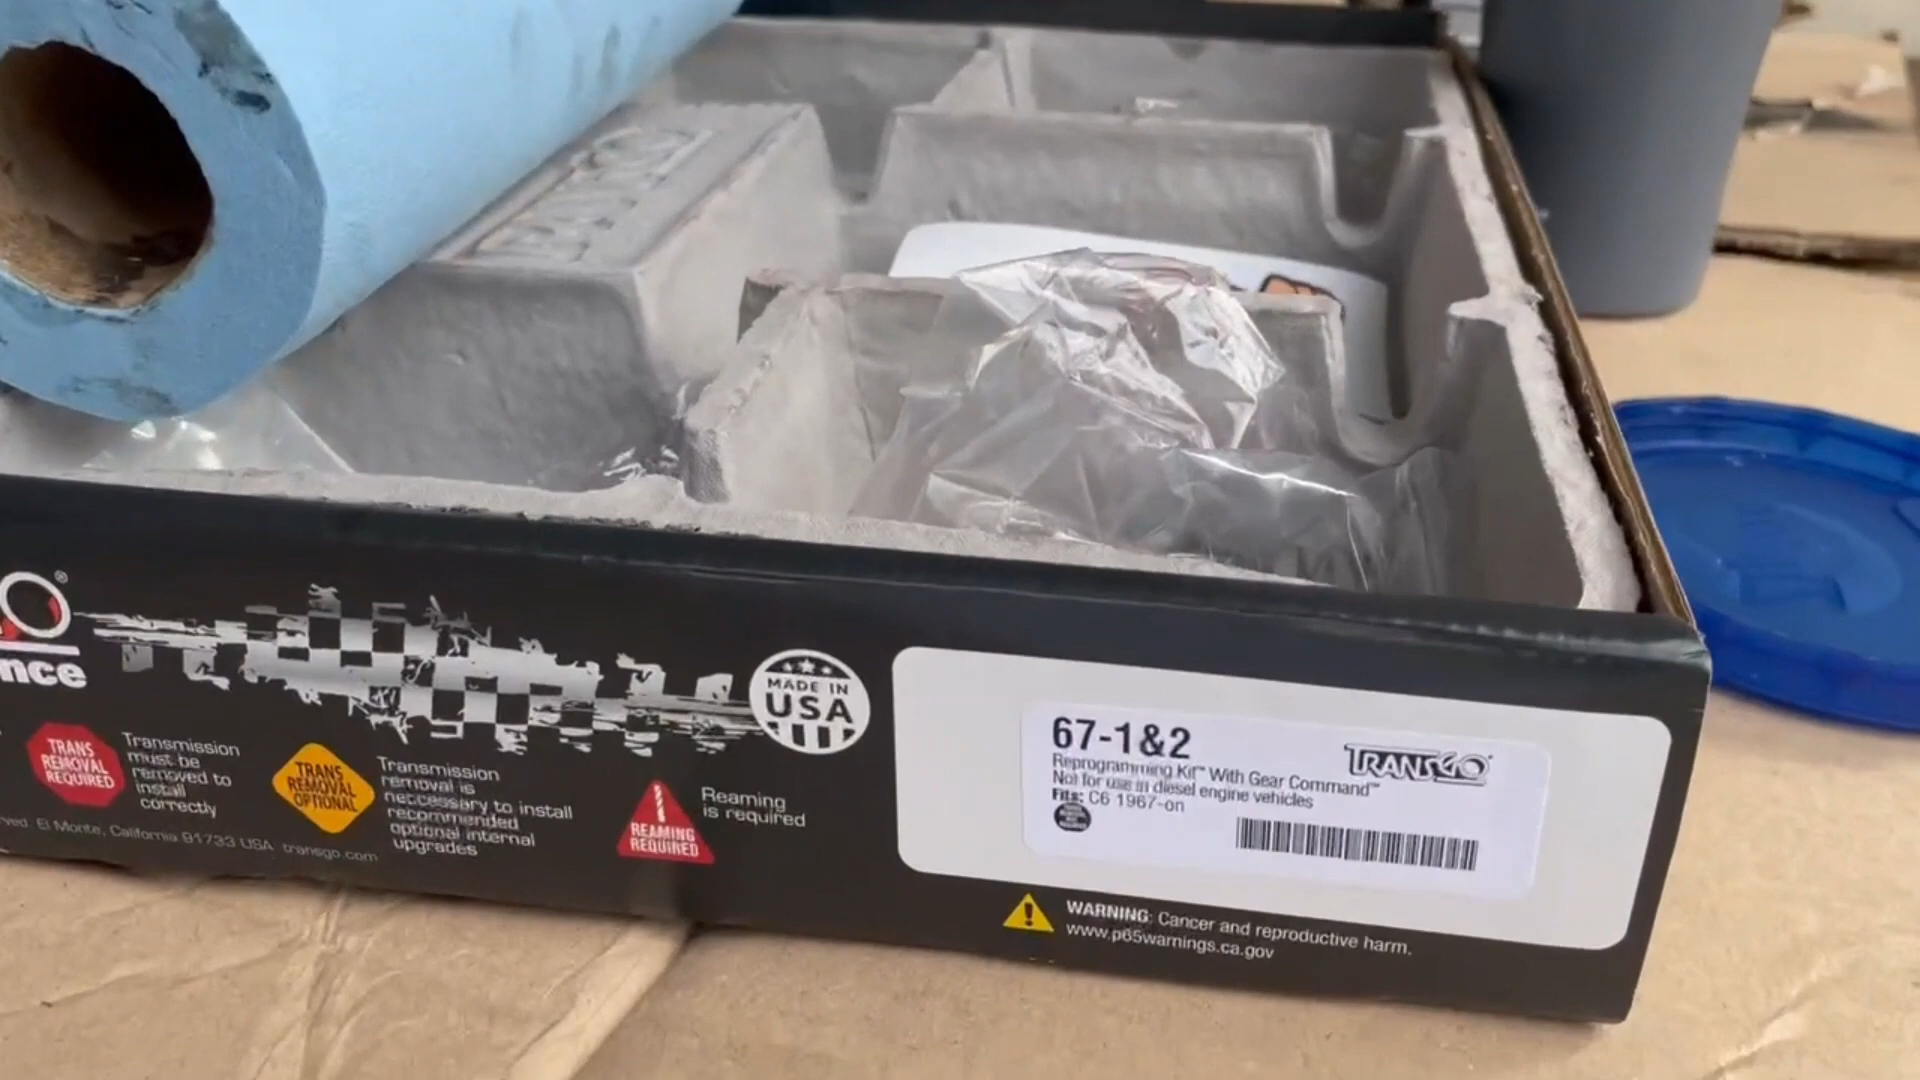 O®
nce
MADE IN
USA
TRANS
REMOVAL
REQUIRED
Transmission
must be
removed to
install
correctly
TRANS
REMOVAL
OPTIONAL
Transmission
removal is
neccessary to install
recommended
optional internal
upgrades
REAMING
REQUIRED
Reaming
is required
ved. El Monte, California 91733 USA transgo.com
67-1&2
TRANSGO®
Reprogramming Kit™ With Gear Command™
Not for use in diesel engine vehicles
Fits: C6 1967-on
WARNING: Cancer and reproductive harm.
www.p65warnings.ca.gov